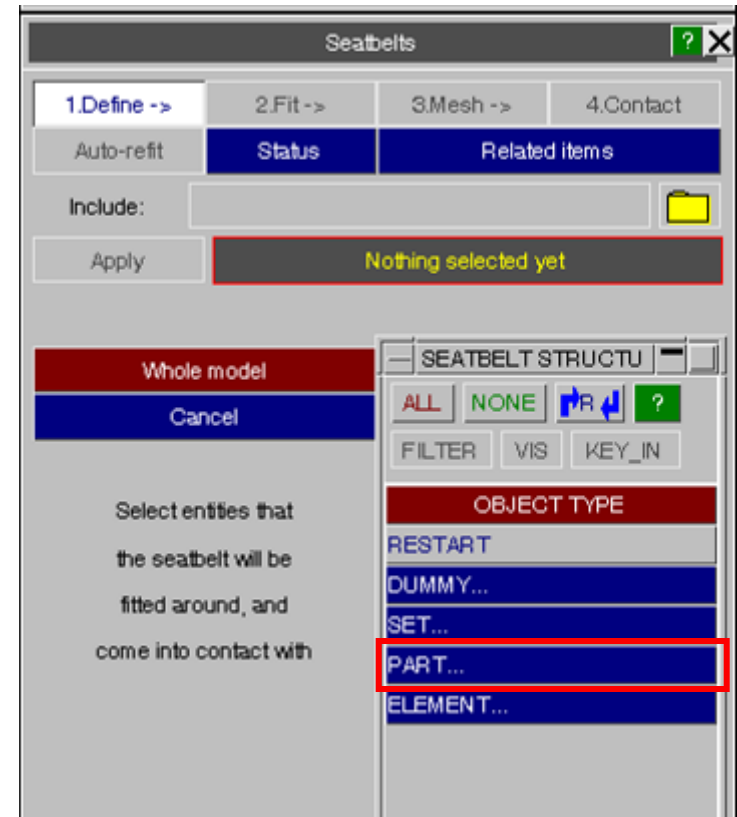 Seatbelts ?
1.Define -> 2.Fit -> 3.Mesh -> 4.Contact
Auto-refit Status Related items
Include:
Apply Nothing selected yet
Whole model
Cancel
Select entities that
the seatbelt will be
fitted around, and
come into contact with
SEATBELT STRUCTU
ALL NONE R ?
FILTER VIS KEY_IN
OBJECT TYPE
RESTART
DUMMY...
SET...
PART...
ELEMENT...